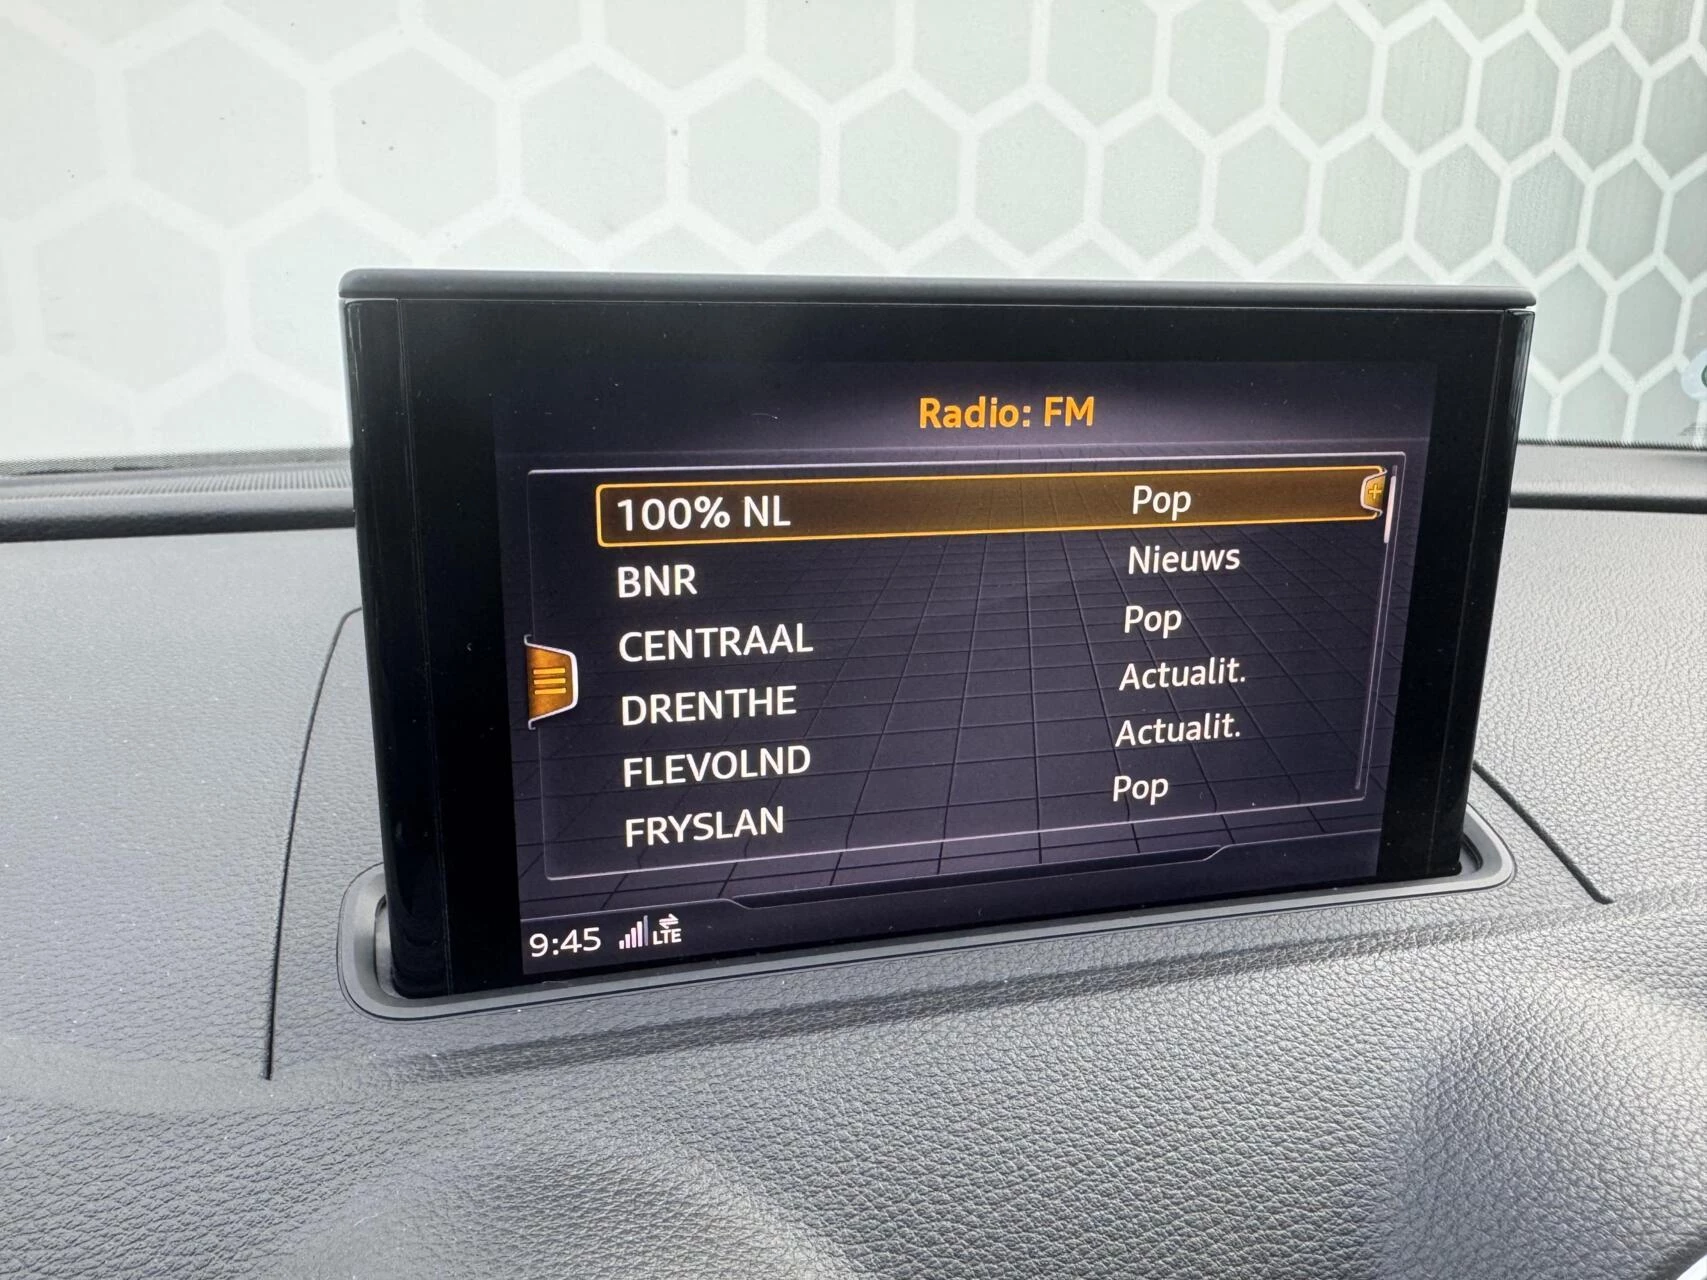 Radio: FM
100% NL Pop
BNR Nieuws
CENTRAAL Pop
DRENTHE Actualit.
FLEVOLND Actualit.
FRYSLAN Pop
9:45 LTE